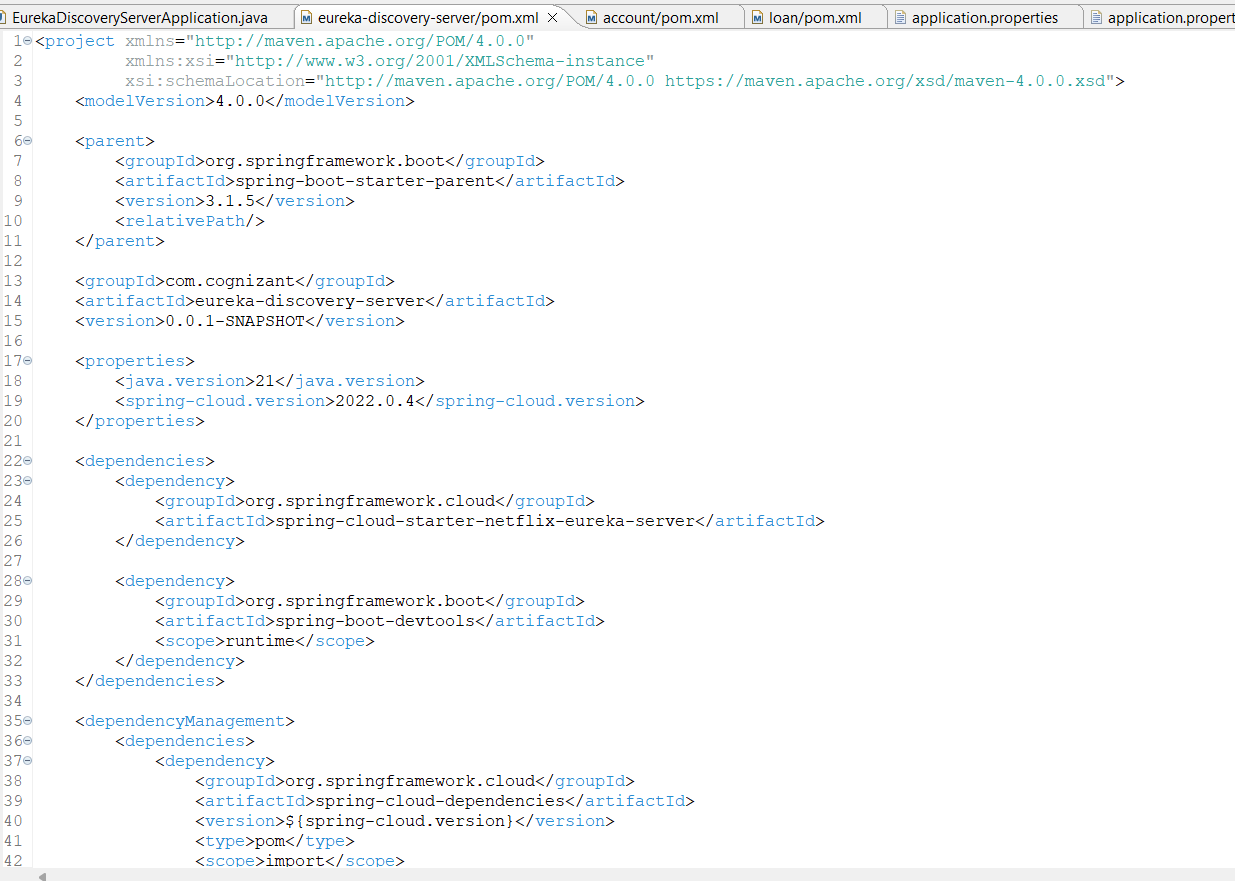 EurekaDiscoveryServerApplication.java eureka-discovery-server/pom.xml account/pom.xml loan/pom.xml application.properties application.propert
1 <project xmlns="http://maven.apache.org/POM/4.0.0"
2 xmlns:xsi="http://www.w3.org/2001/XMLSchema-instance"
3 xsi:schemaLocation="http://maven.apache.org/POM/4.0.0 https://maven.apache.org/xsd/maven-4.0.0.xsd">
4 <modelVersion>4.0.0</modelVersion>
5
6 <parent>
7 <groupId>org.springframework.boot</groupId>
8 <artifactId>spring-boot-starter-parent</artifactId>
9 <version>3.1.5</version>
10 <relativePath/>
11 </parent>
12
13 <groupId>com.cognizant</groupId>
14 <artifactId>eureka-discovery-server</artifactId>
15 <version>0.0.1-SNAPSHOT</version>
16
17 <properties>
18 <java.version>21</java.version>
19 <spring-cloud.version>2022.0.4</spring-cloud.version>
20 </properties>
21
22 <dependencies>
23 <dependency>
24 <groupId>org.springframework.cloud</groupId>
25 <artifactId>spring-cloud-starter-netflix-eureka-server</artifactId>
26 </dependency>
27
28 <dependency>
29 <groupId>org.springframework.boot</groupId>
30 <artifactId>spring-boot-devtools</artifactId>
31 <scope>runtime</scope>
32 </dependency>
33 </dependencies>
34
35 <dependencyManagement>
36 <dependencies>
37 <dependency>
38 <groupId>org.springframework.cloud</groupId>
39 <artifactId>spring-cloud-dependencies</artifactId>
40 <version>${spring-cloud.version}</version>
41 <type>pom</type>
42 <scope>import</scope>